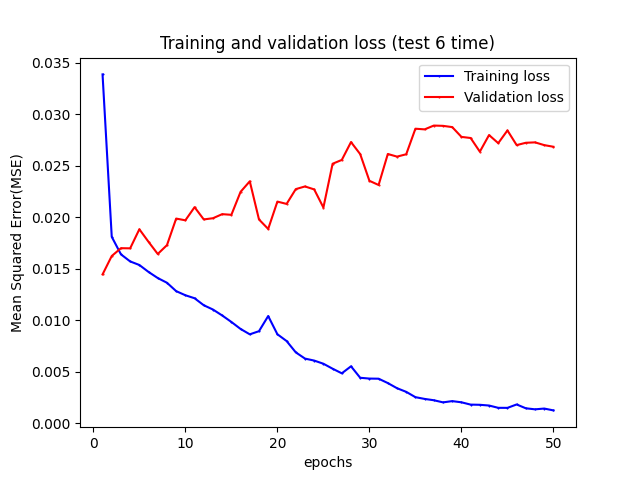 Training and validation loss (test 6 time)
Training loss
Validation loss
Mean Squared Error(MSE)
0.035
0.030
0.025
0.020
0.015
0.010
0.005
0.000
0 10 20 30 40 50
epochs